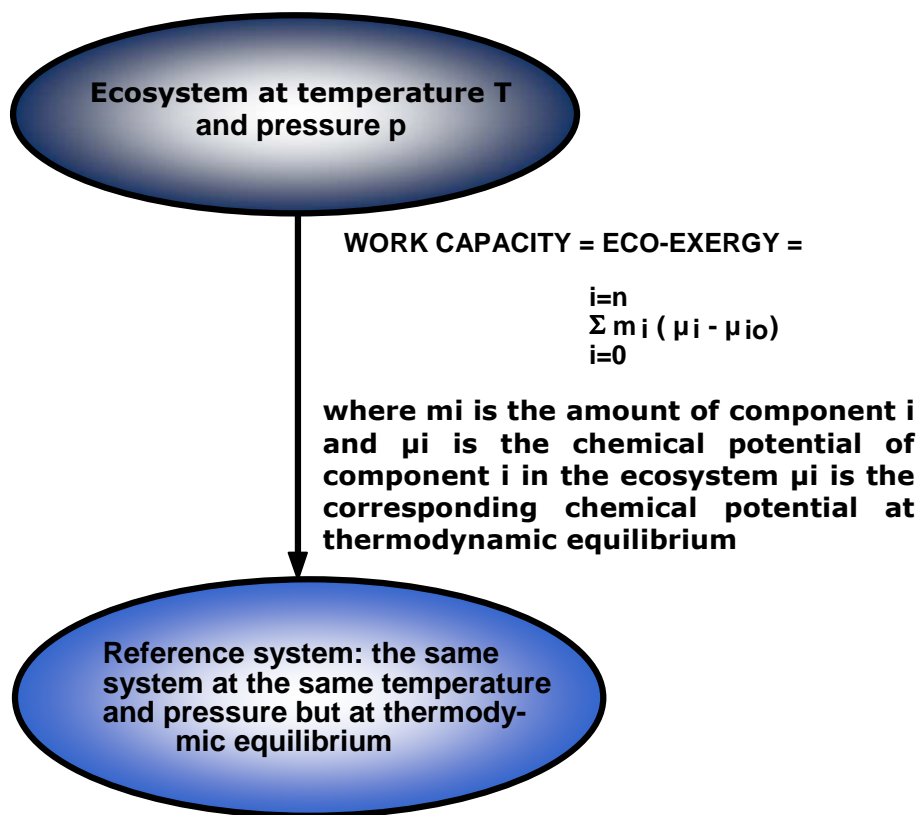 Ecosystem at temperature T
and pressure p
WORK CAPACITY = ECO-EXERGY =
i=n
Σ m i ( µ i - µ io)
i=0
where mi is the amount of component i
and µi is the chemical potential of
component i in the ecosystem µi is the
corresponding chemical potential at
thermodynamic equilibrium
Reference system: the same
system at the same temperature
and pressure but at thermody-
mic equilibrium